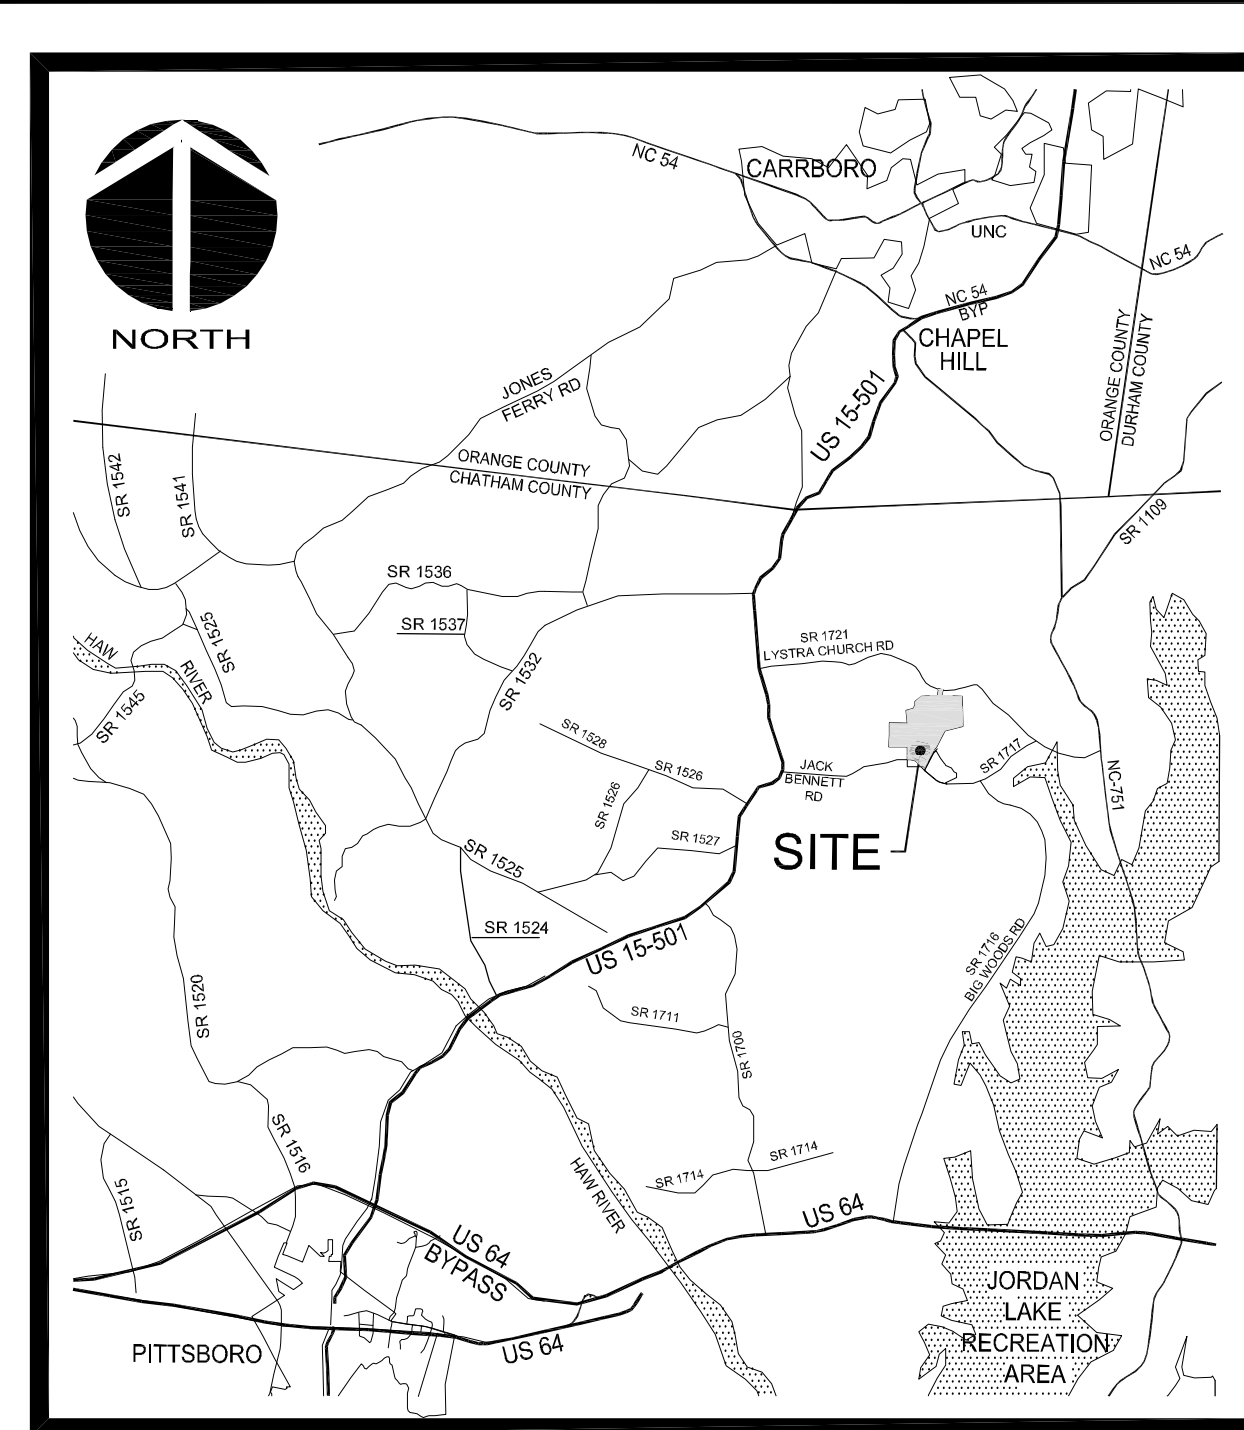 NORTH
NC 54
CARRBORO
UNC
NC 54
NC 54
BYP
CHAPEL
HILL
ORANGE COUNTY
DURHAM COUNTY
JONES
FERRY RD
US 15-501
ORANGE COUNTY
CHATHAM COUNTY
SR 1542
SR 1541
SR 1109
SR 1536
SR 1537
SR 1525
SR 1532
HAW
RIVER
SR 1545
SR 1721
LYSTRA CHURCH RD
SR 1528
SR 1526
SR 1526
SR 1527
JACK
BENNETT
RD
SR 1717
NC-751
SITE
SR 1525
SR 1524
US 15-501
SR 1716
BIG WOODS RD
SR 1520
SR 1711
SR 1700
SR 1516
SR 1714
SR 1714
SR 1515
HAW RIVER
US 64
US 64
BYPASS
JORDAN
LAKE
RECREATION
AREA
PITTSBORO
US 64